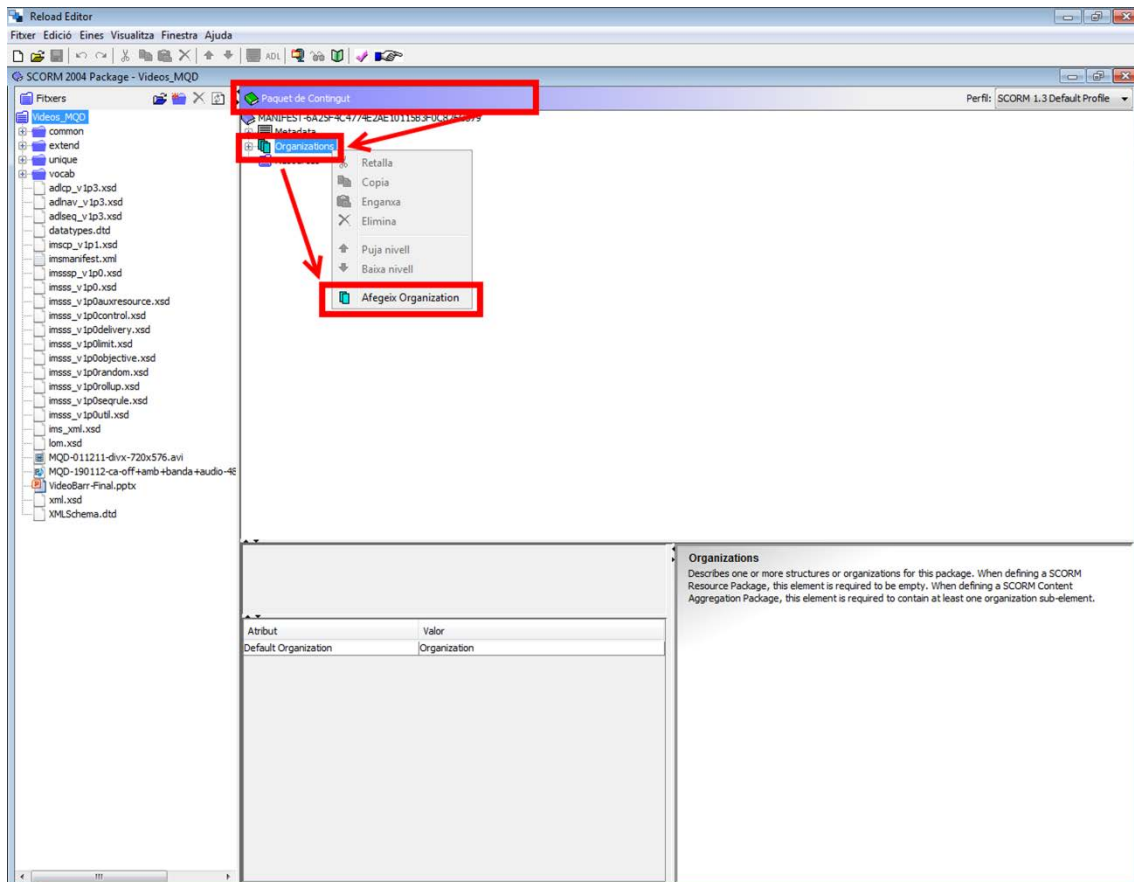 Reload Editor
Fitxer Edició Eines Visualitza Finestra Ajuda
ADL
SCORM 2004 Package - Videos_MQD
Fitxers
Paquet de Contingut
Perfil: SCORM 1.3 Default Profile
Videos_MQD
common
extend
unique
vocab
adlcp_v1p3.xsd
adlnav_v1p3.xsd
adlseq_v1p3.xsd
datatypes.dtd
imscp_v1p1.xsd
imsmanifest.xml
imsssp_v1p0.xsd
imsss_v1p0.xsd
imsss_v1p0auxresource.xsd
imsss_v1p0control.xsd
imsss_v1p0delivery.xsd
imsss_v1p0limit.xsd
imsss_v1p0objective.xsd
imsss_v1p0random.xsd
imsss_v1p0rollup.xsd
imsss_v1p0seqrule.xsd
imsss_v1p0util.xsd
ims_xml.xsd
lom.xsd
MQD-011211-divx-720x576.avi
MQD-190112-ca-off+amb+banda+audio-48
VideoBarr-Final.pptx
xml.xsd
XMLSchema.dtd
Metadata
Organizations
Retalla
Copia
Enganxa
Elimina
Puja nivell
Baixa nivell
Afegeix Organization
Atribut Valor
Default Organization Organization
Organizations
Describes one or more structures or organizations for this package. When defining a SCORM
Resource Package, this element is required to be empty. When defining a SCORM Content
Aggregation Package, this element is required to contain at least one organization sub-element.